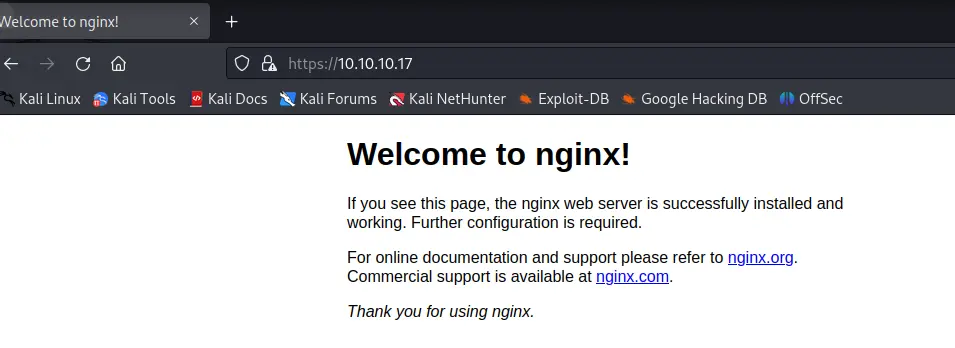 Welcome to nginx!
https://10.10.10.17
Kali Linux Kali Tools Kali Docs Kali Forums Kali NetHunter Exploit-DB Google Hacking DB OffSec
Welcome to nginx!
If you see this page, the nginx web server is successfully installed and
working. Further configuration is required.
For online documentation and support please refer to nginx.org.
Commercial support is available at nginx.com.
Thank you for using nginx.